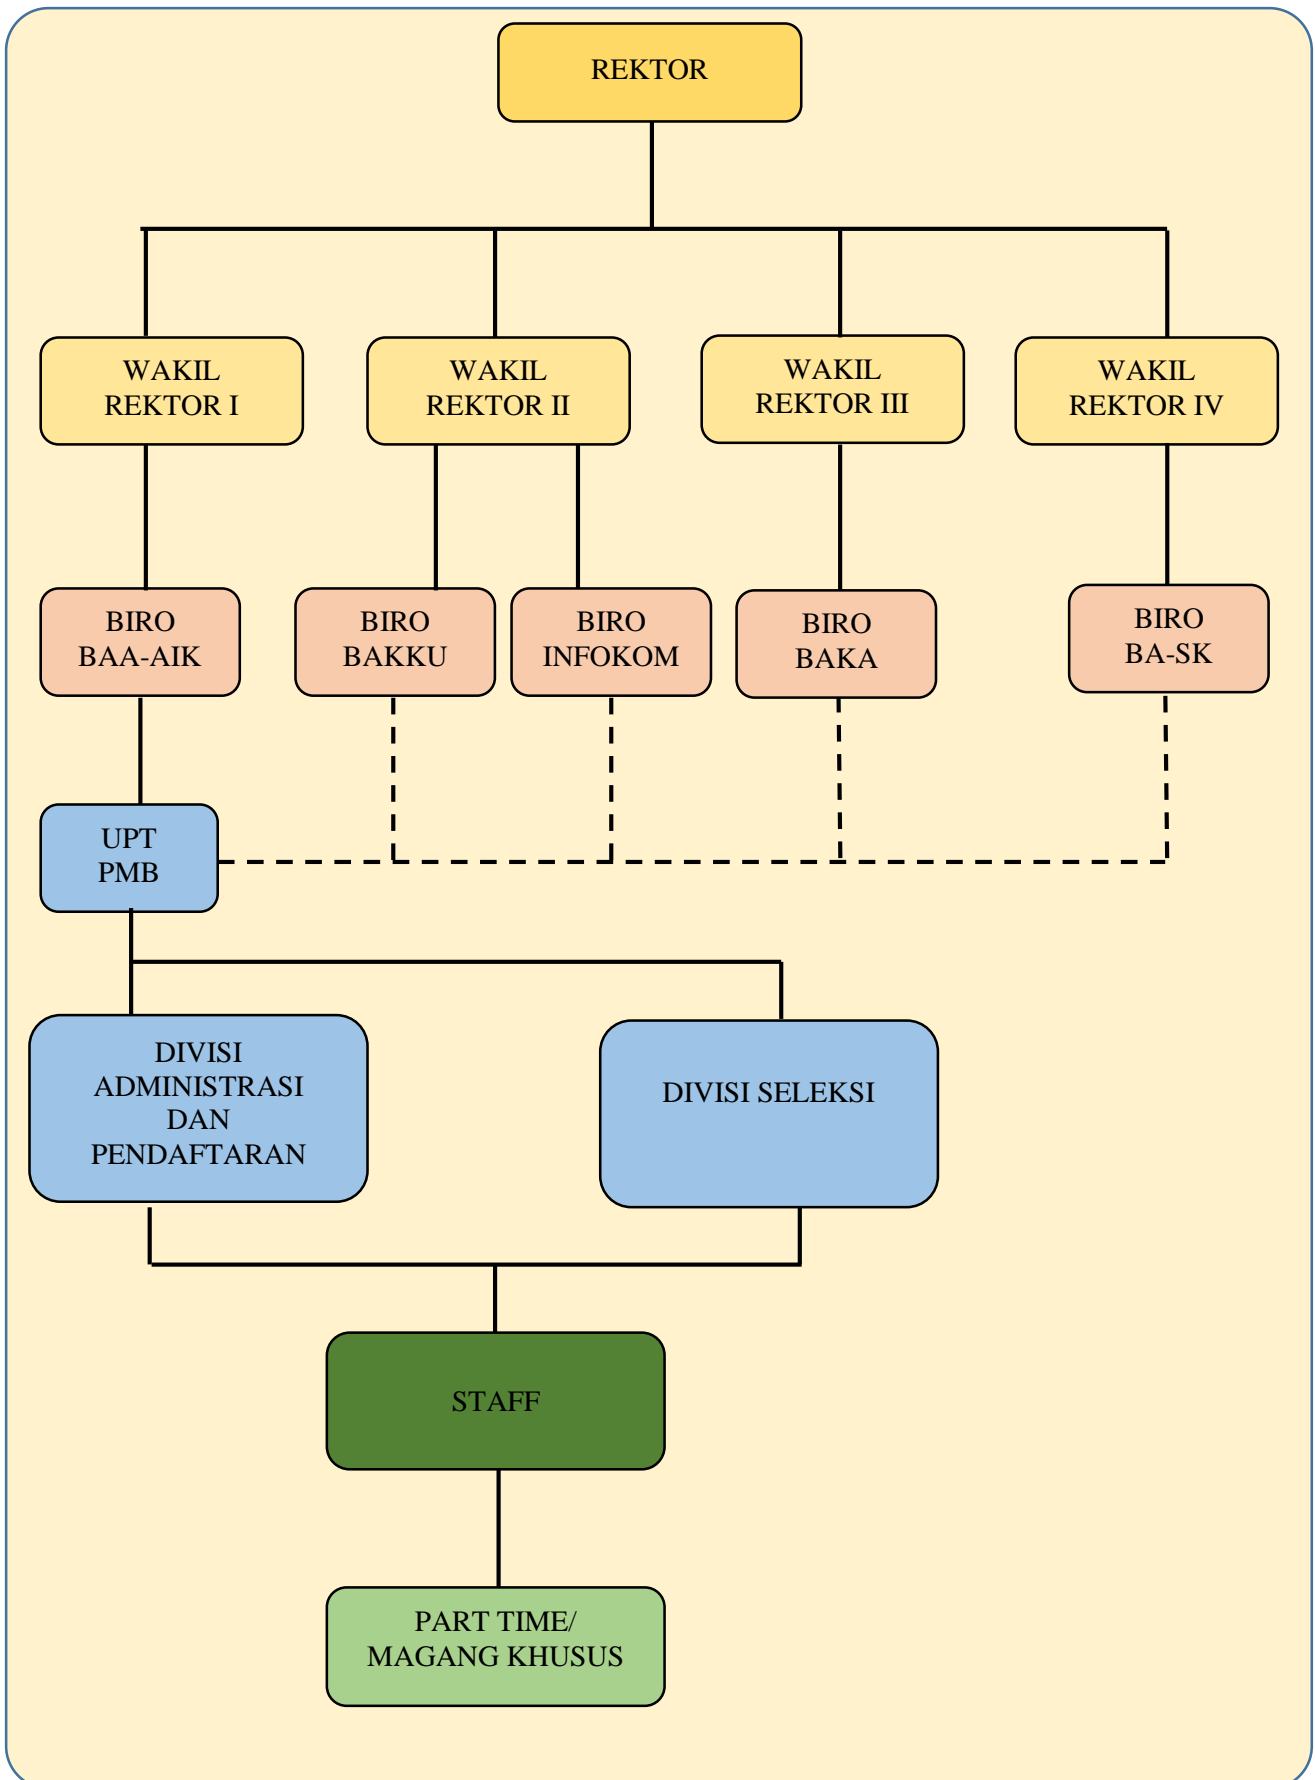 REKTOR
WAKIL
REKTOR I
WAKIL
REKTOR II
WAKIL
REKTOR III
WAKIL
REKTOR IV
BIRO
BAA-AIK
BIRO
BAKKU
BIRO
INFOKOM
BIRO
BAKA
BIRO
BA-SK
UPT
PMB
DIVISI
ADMINISTRASI
DAN
PENDAFTARAN
DIVISI SELEKSI
STAFF
PART TIME/
MAGANG KHUSUS